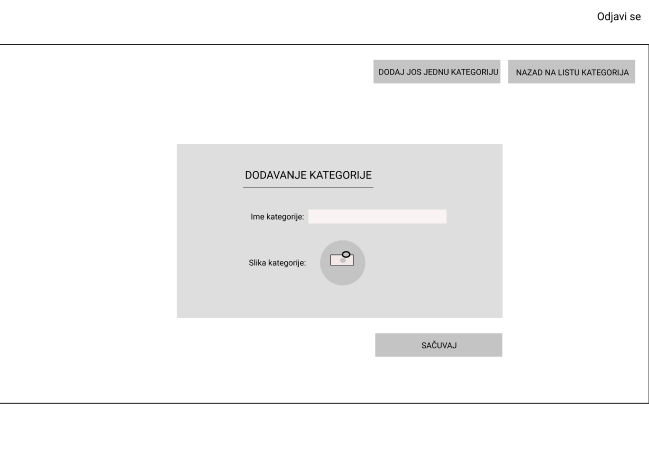 Odjavi se
DODAJ JOS JEDNU KATEGORIJU
NAZAD NA LISTU KATEGORIJA
DODAVANJE KATEGORIJE
Ime kategorije:
Slika kategorije:
SAČUVAJ